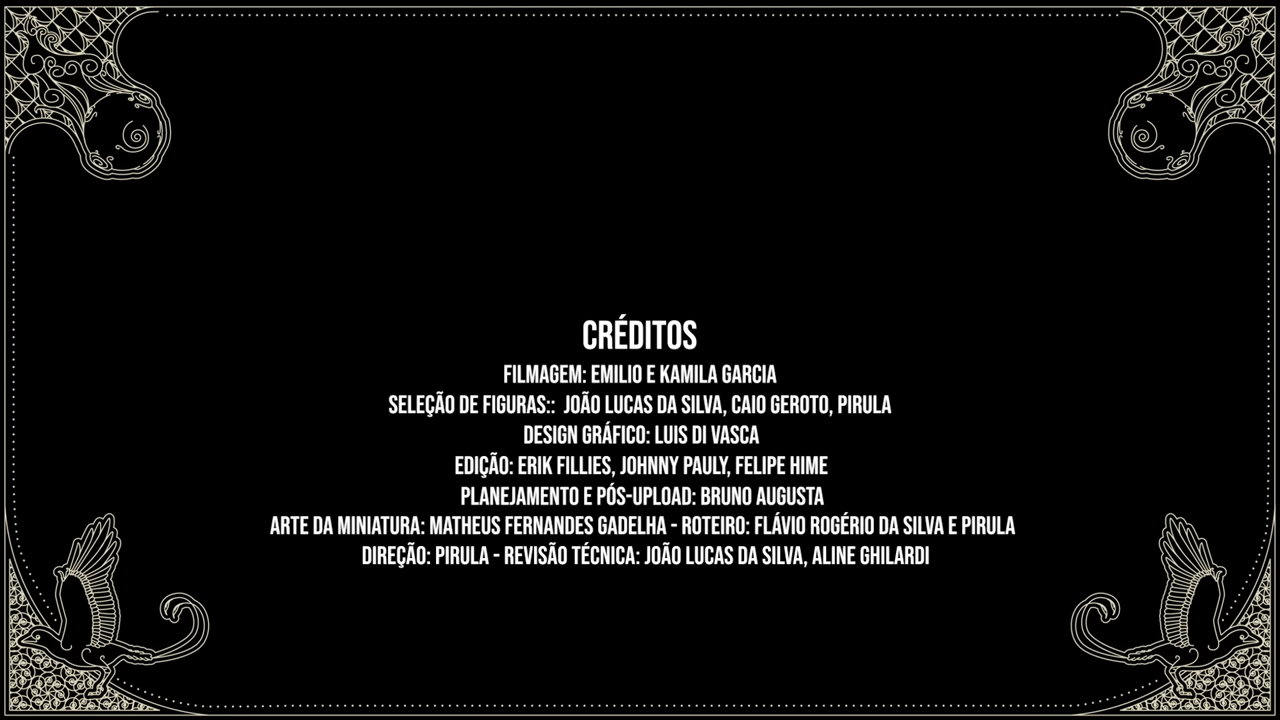 CRÉDITOS
FILMAGEM: EMILIO E KAMILA GARCIA
SELEÇÃO DE FIGURAS:: JOÃO LUCAS DA SILVA, CAIO GEROTO, PIRULA
DESIGN GRÁFICO: LUIS DI VASCA
EDIÇÃO: ERIK FILLIES, JOHNNY PAULY, FELIPE HIME
PLANEJAMENTO E PÓS-UPLOAD: BRUNO AUGUSTA
ARTE DA MINIATURA: MATHEUS FERNANDES GADELHA - ROTEIRO: FLÁVIO ROGÉRIO DA SILVA E PIRULA
DIREÇÃO: PIRULA - REVISÃO TÉCNICA: JOÃO LUCAS DA SILVA, ALINE GHILARDI